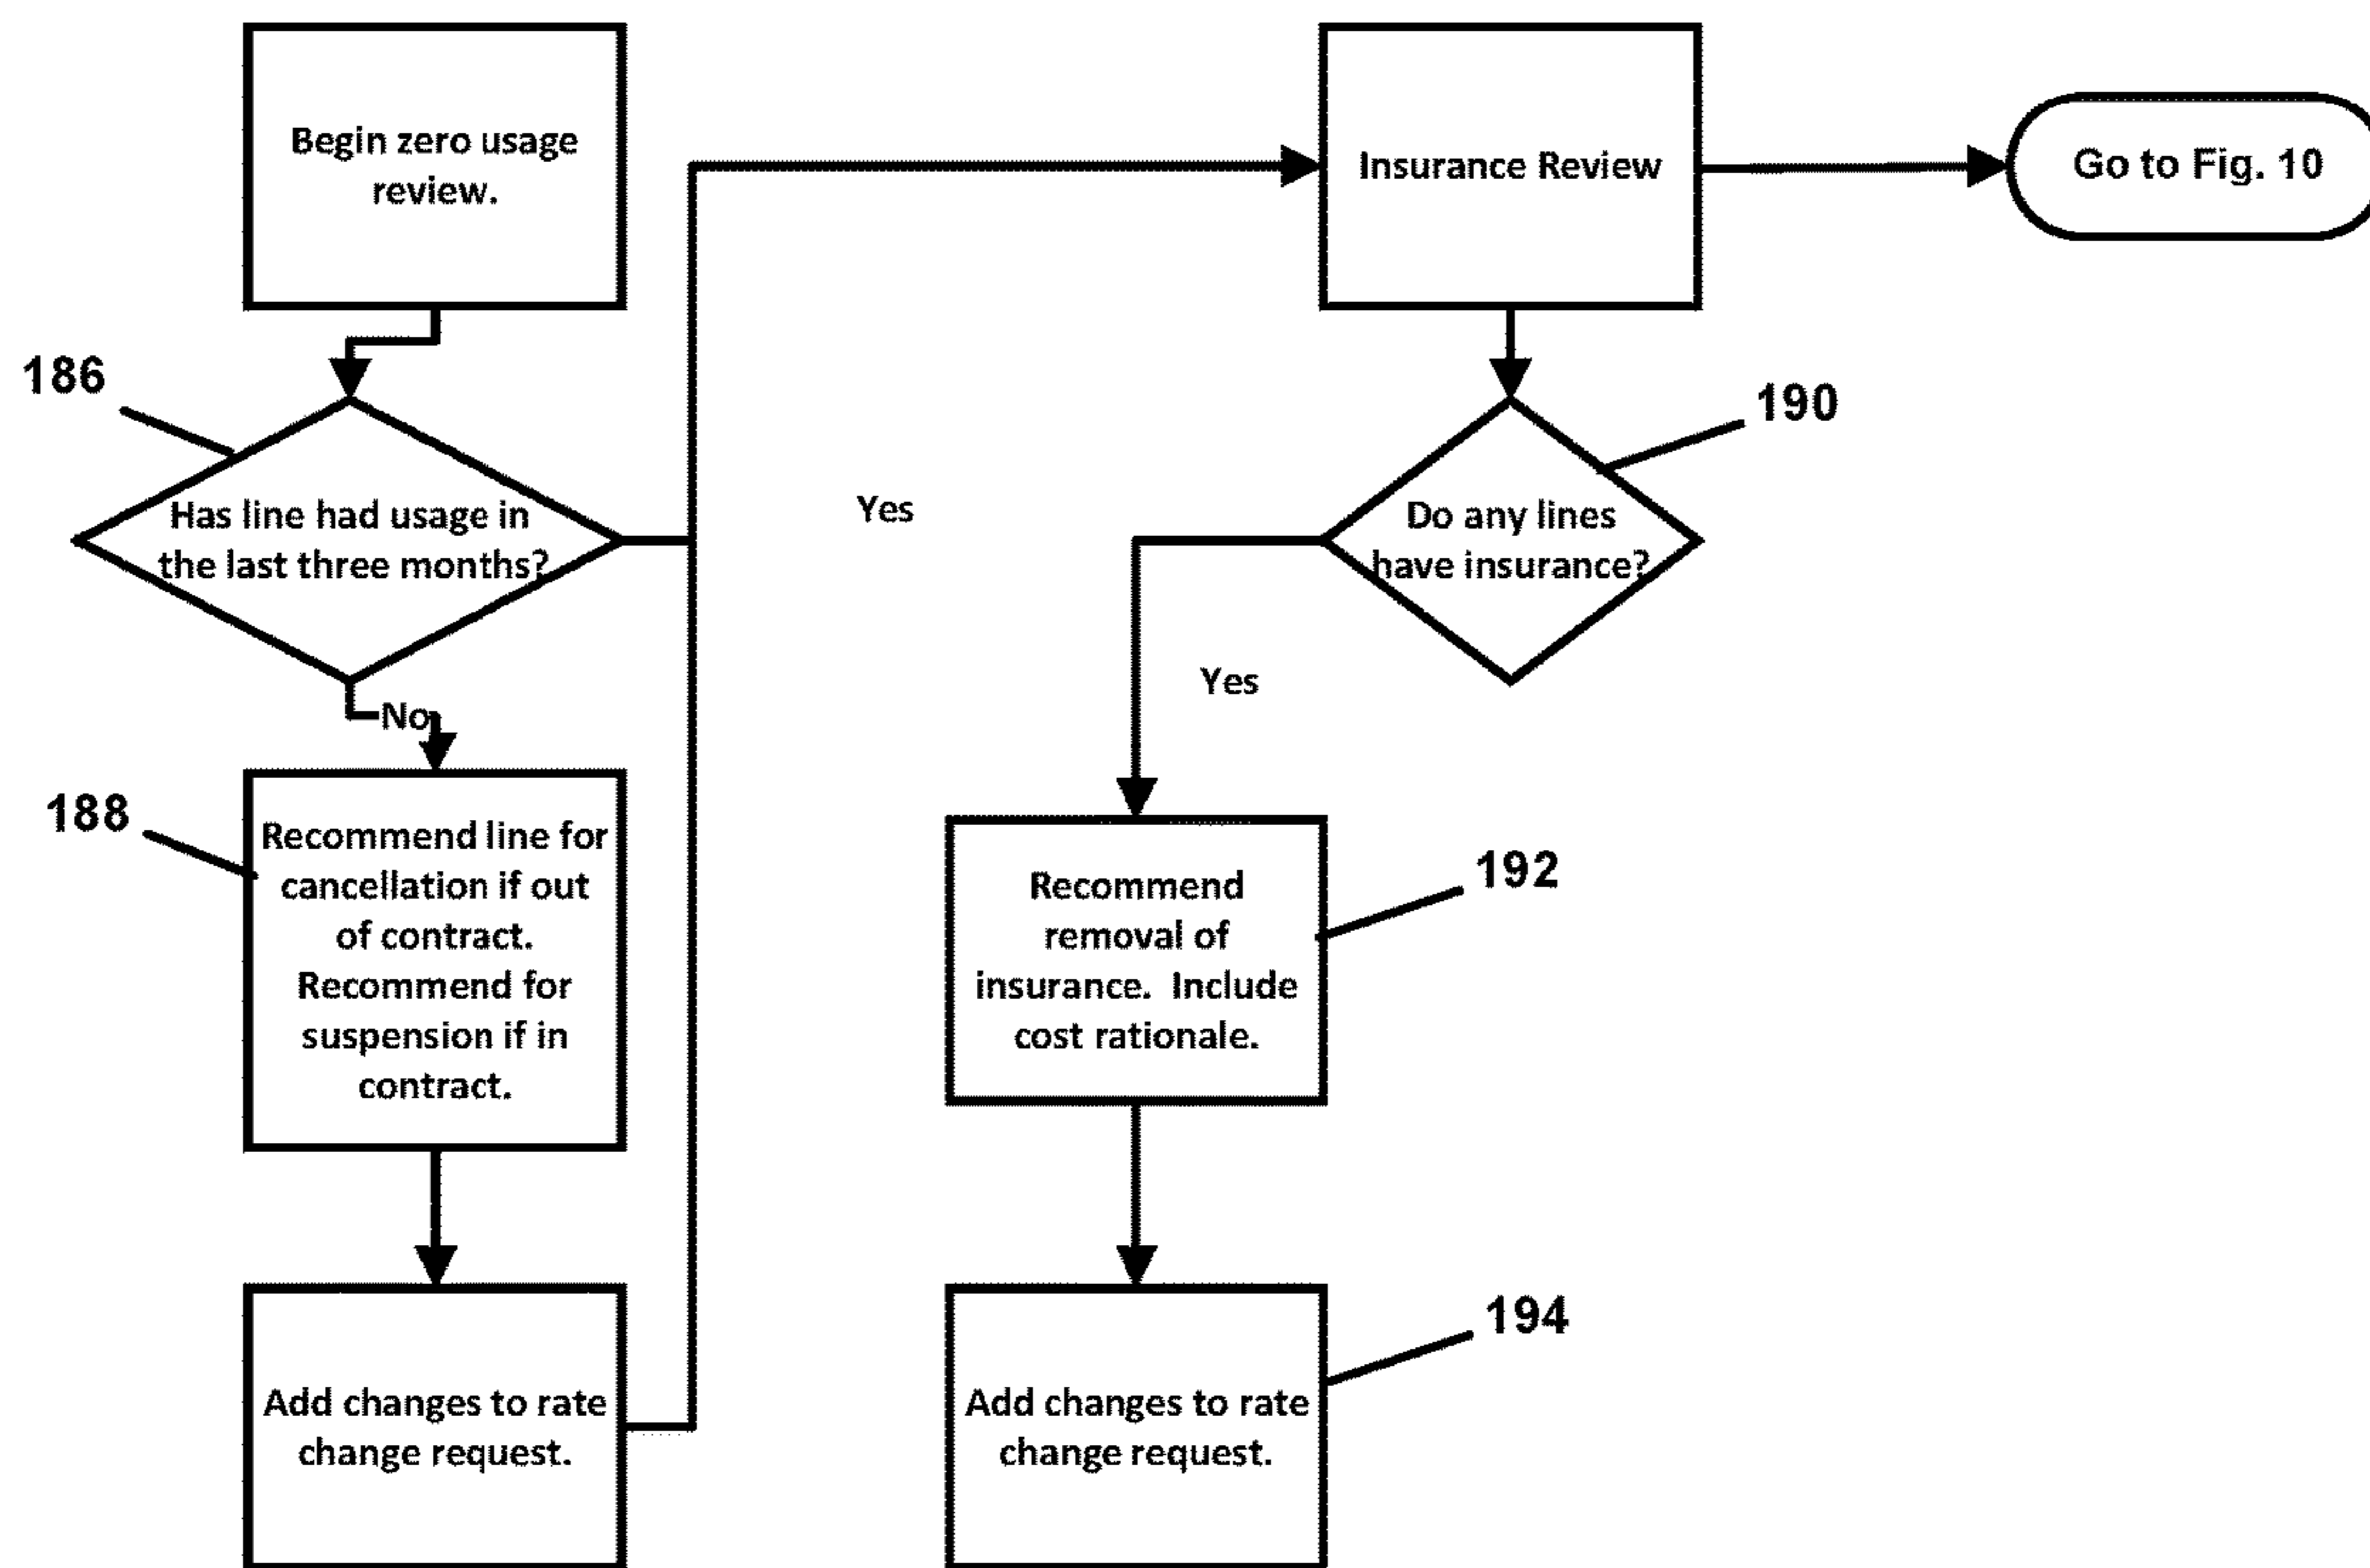 Begin zero usage
review.
Insurance Review
Go to Fig. 10
186
190
Has line had usage in
the last three months?
Yes
Do any lines
have insurance?
Yes
No
188
Recommend line for
cancellation if out
of contract.
Recommend for
suspension if in
contract.
192
Recommend
removal of
insurance.  Include
cost rationale.
194
Add changes to rate
change request.
Add changes to rate
change request.